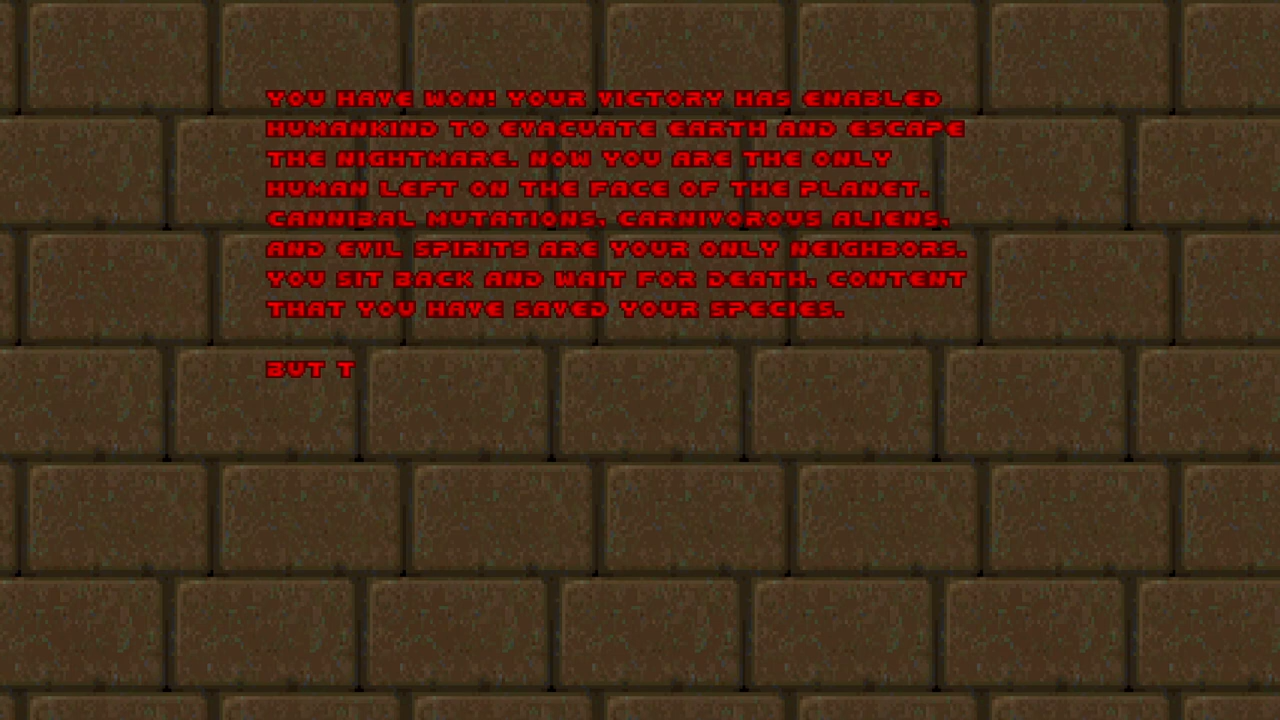 YOU HAVE WON! YOUR VICTORY HAS ENABLED
HUMANKIND TO EVACUATE EARTH AND ESCAPE
THE NIGHTMARE. NOW YOU ARE THE ONLY
HUMAN LEFT ON THE FACE OF THE PLANET.
CANNIBAL MUTATIONS, CARNIVOROUS ALIENS,
AND EVIL SPIRITS ARE YOUR ONLY NEIGHBORS.
YOU SIT BACK AND WAIT FOR DEATH, CONTENT
THAT YOU HAVE SAVED YOUR SPECIES.
BUT T